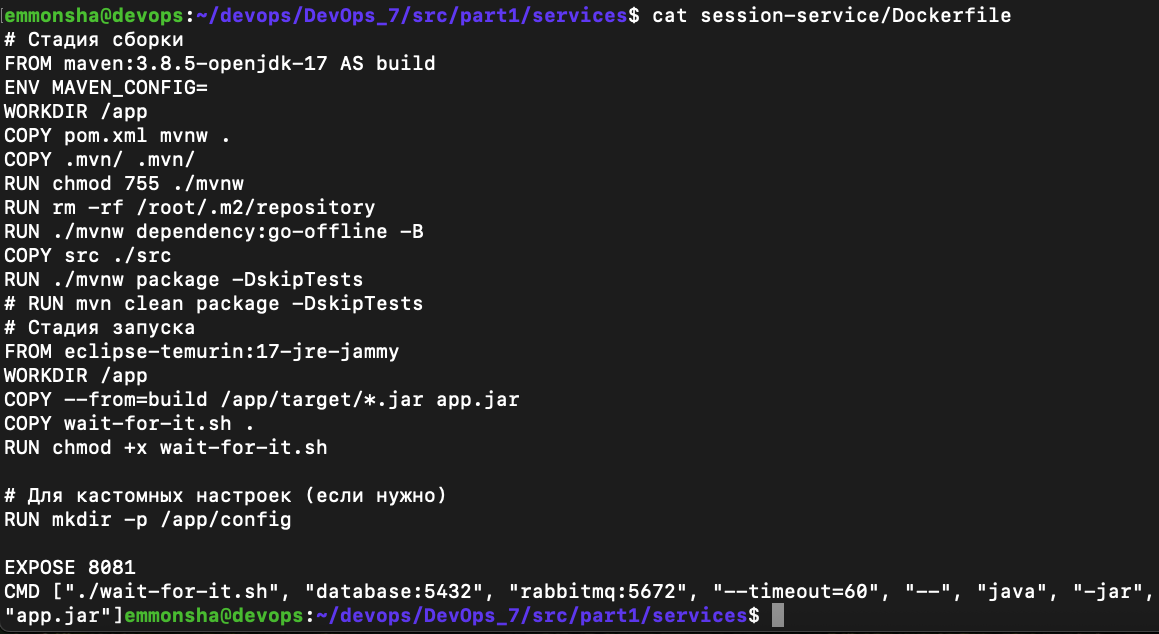 [emmonsha@devops:~/devops/DevOps_7/src/part1/services$ cat session-service/Dockerfile
# Стадия сборки
FROM maven:3.8.5-openjdk-17 AS build
ENV MAVEN_CONFIG=
WORKDIR /app
COPY pom.xml mvnw .
COPY .mvn/ .mvn/
RUN chmod 755 ./mvnw
RUN rm -rf /root/.m2/repository
RUN ./mvnw dependency:go-offline -B
COPY src ./src
RUN ./mvnw package -DskipTests
# RUN mvn clean package -DskipTests
# Стадия запуска
FROM eclipse-temurin:17-jre-jammy
WORKDIR /app
COPY --from=build /app/target/*.jar app.jar
COPY wait-for-it.sh .
RUN chmod +x wait-for-it.sh

# Для кастомных настроек (если нужно)
RUN mkdir -p /app/config

EXPOSE 8081
CMD ["./wait-for-it.sh", "database:5432", "rabbitmq:5672", "--timeout=60", "--", "java", "-jar",
"app.jar"]emmonsha@devops:~/devops/DevOps_7/src/part1/services$